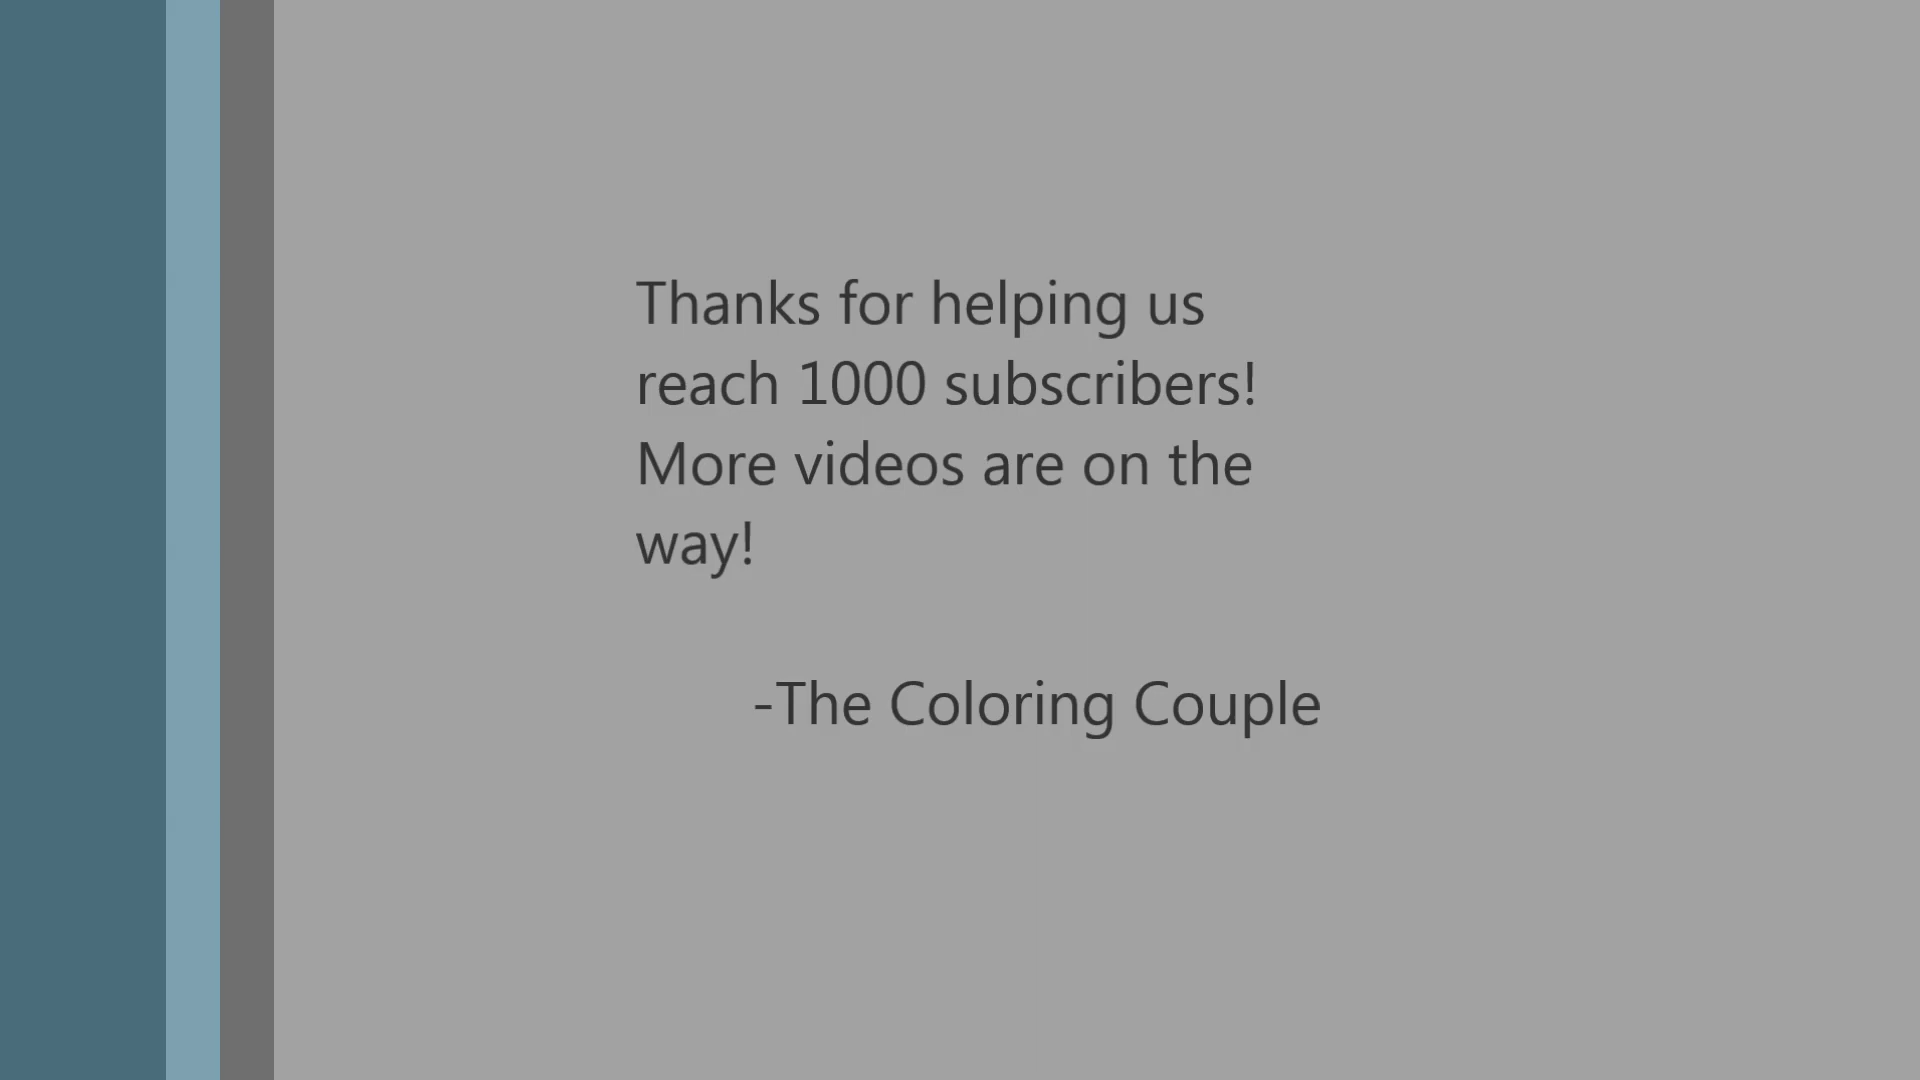 Thanks for helping us
reach 1000 subscribers!
More videos are on the
way!
-The Coloring Couple